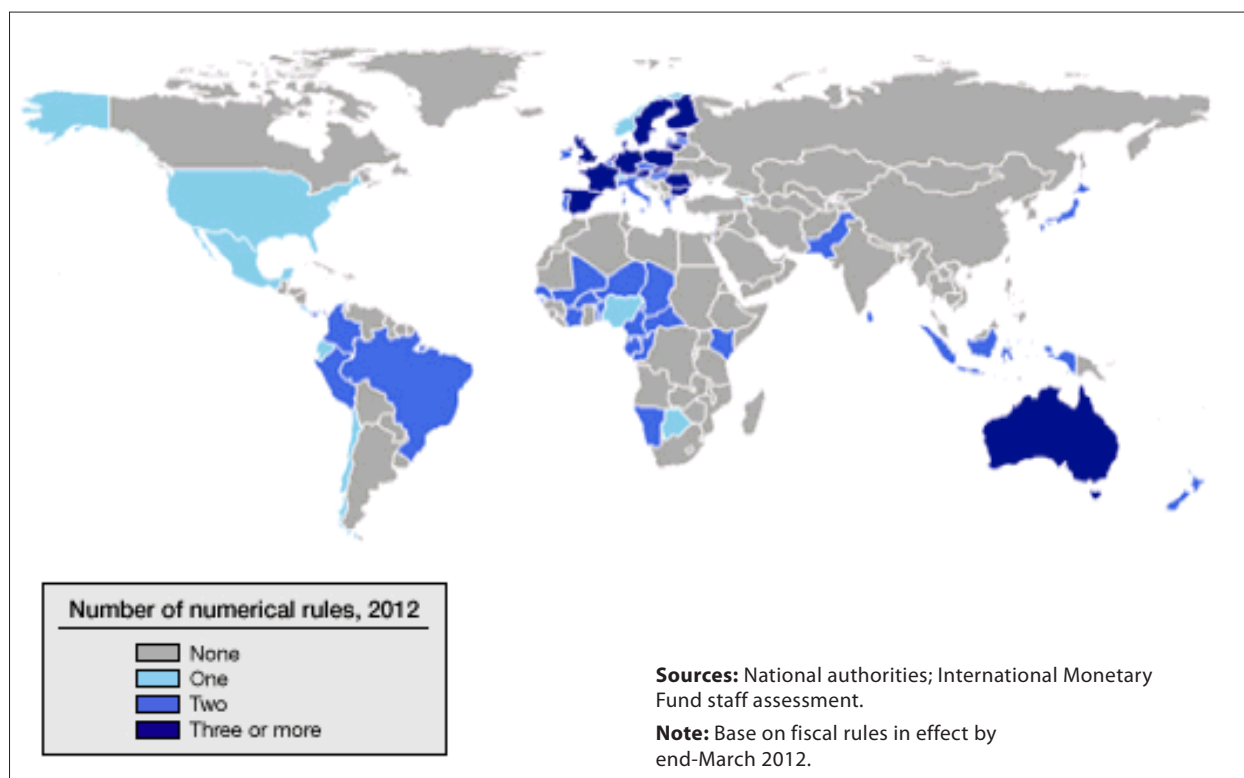 Number of numerical rules, 2012
None
One
Two
Three or more
Sources: National authorities; International Monetary
Fund staff assessment.
Note: Base on fiscal rules in effect by
end-March 2012.